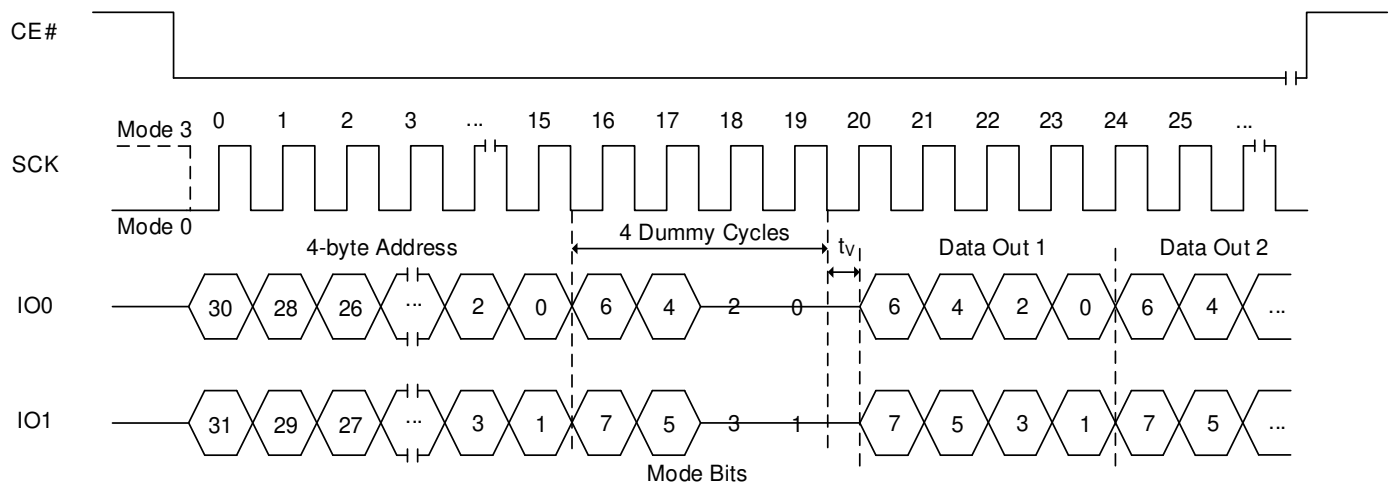 CE#
Mode 3 0 1 2 3 ... 15 16 17 18 19 20 21 22 23 24 25 ...
SCK
Mode 0
4-byte Address 4 Dummy Cycles tV Data Out 1 Data Out 2
IO0 30 28 26 ... 2 0 6 4 2 0 6 4 2 0 6 4 ...
IO1 31 29 27 ... 3 1 7 5 3 1 7 5 3 1 7 5 ...
Mode Bits